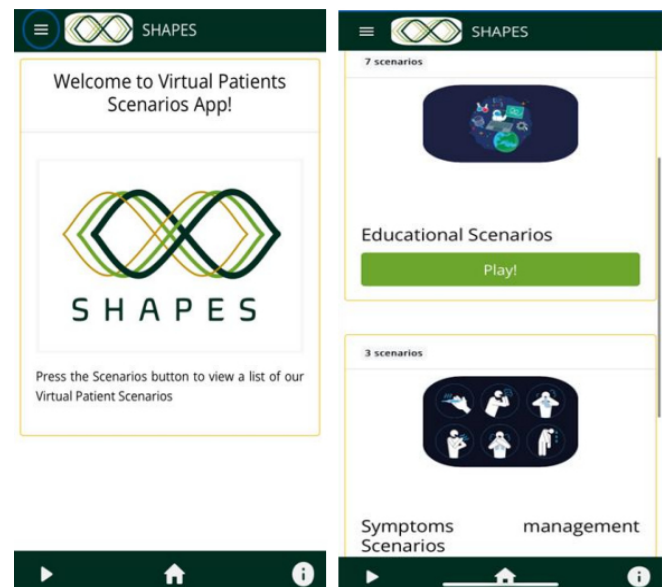 SHAPES
Welcome to Virtual Patients
Scenarios App!
SHAPES
Press the Scenarios button to view a list of our
Virtual Patient Scenarios
SHAPES
7 scenarios
Educational Scenarios
Play!
3 scenarios
Symptoms management
Scenarios